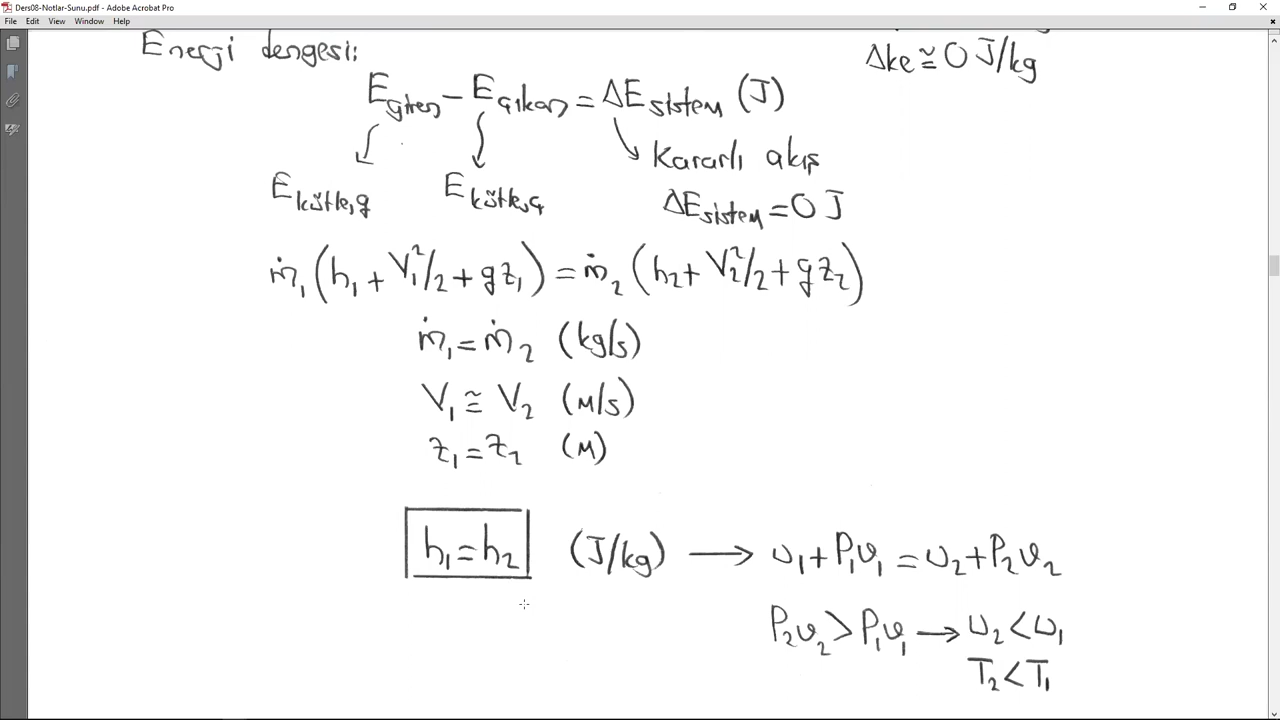 Ders08-Notlar-Sunu.pdf - Adobe Acrobat Pro
File Edit View Window Help
Enerji dengesi:
Δke ≅ 0 J/kg
E_giren − E_çıkan = ΔE_sistem (J)
Kararlı akış
E_kütle,g E_kütle,ç ΔE_sistem = 0 J
ṁ₁(h₁ + V₁²/2 + gz₁) = ṁ₂(h₂ + V₂²/2 + gz₂)
ṁ₁ = ṁ₂ (kg/s)
V₁ ≅ V₂ (m/s)
z₁ = z₂ (m)
h₁ = h₂ (J/kg) → u₁ + P₁v₁ = u₂ + P₂v₂
P₂v₂ > P₁v₁ → u₂ < u₁
T₂ < T₁